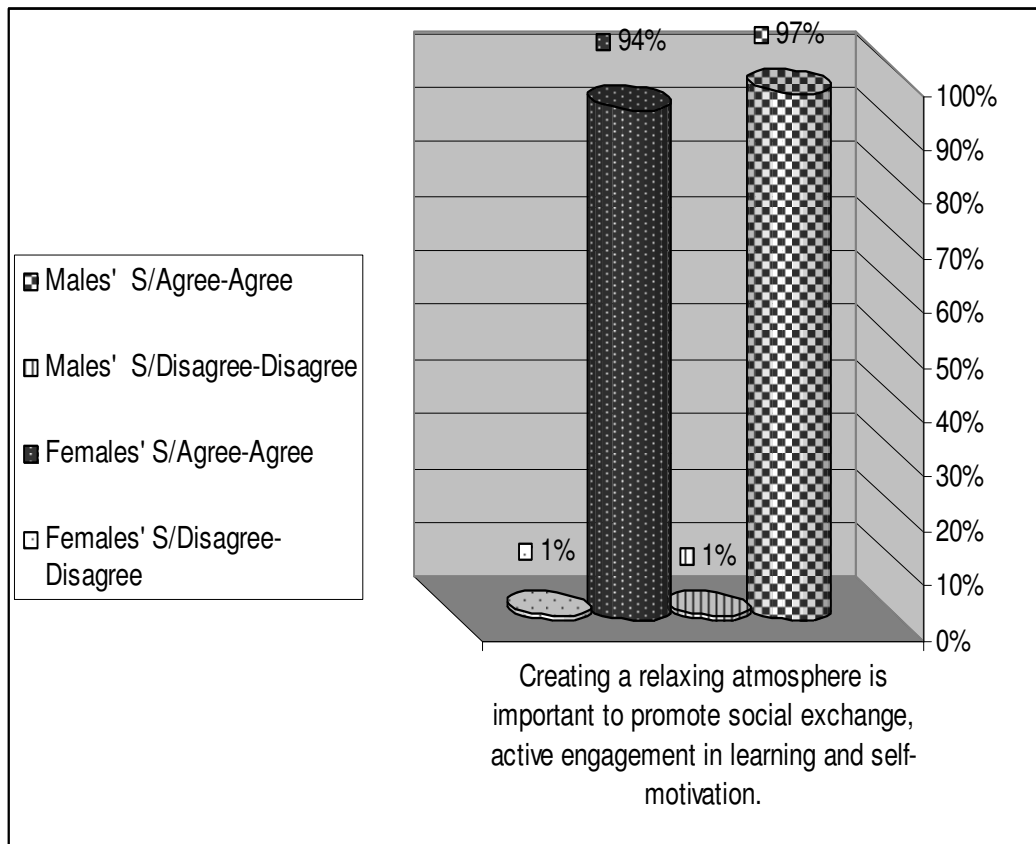 94%
97%
100%
90%
80%
70%
60%
50%
40%
30%
20%
10%
0%
Males'  S/Agree-Agree
Males'  S/Disagree-Disagree
Females' S/Agree-Agree
Females' S/Disagree-
Disagree
1%
1%
Creating a relaxing atmosphere is
important to promote social exchange,
active engagement in learning and self-
motivation.